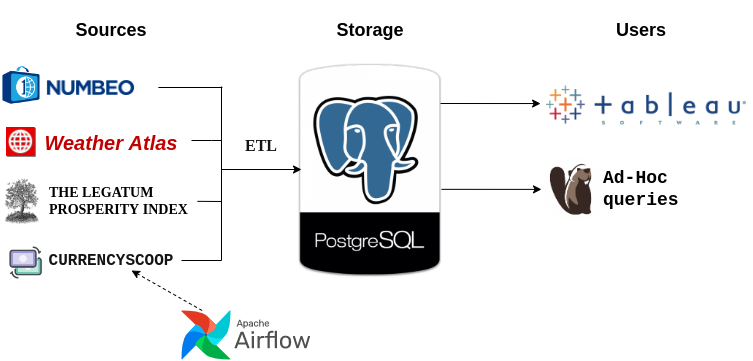 Sources
Storage
Users
NUMBEO
Weather Atlas
THE LEGATUM
PROSPERITY INDEX
CURRENCYSCOOP
ETL
PostgreSQL
+ableau
SOFTWARE
Ad-Hoc
queries
Apache
Airflow